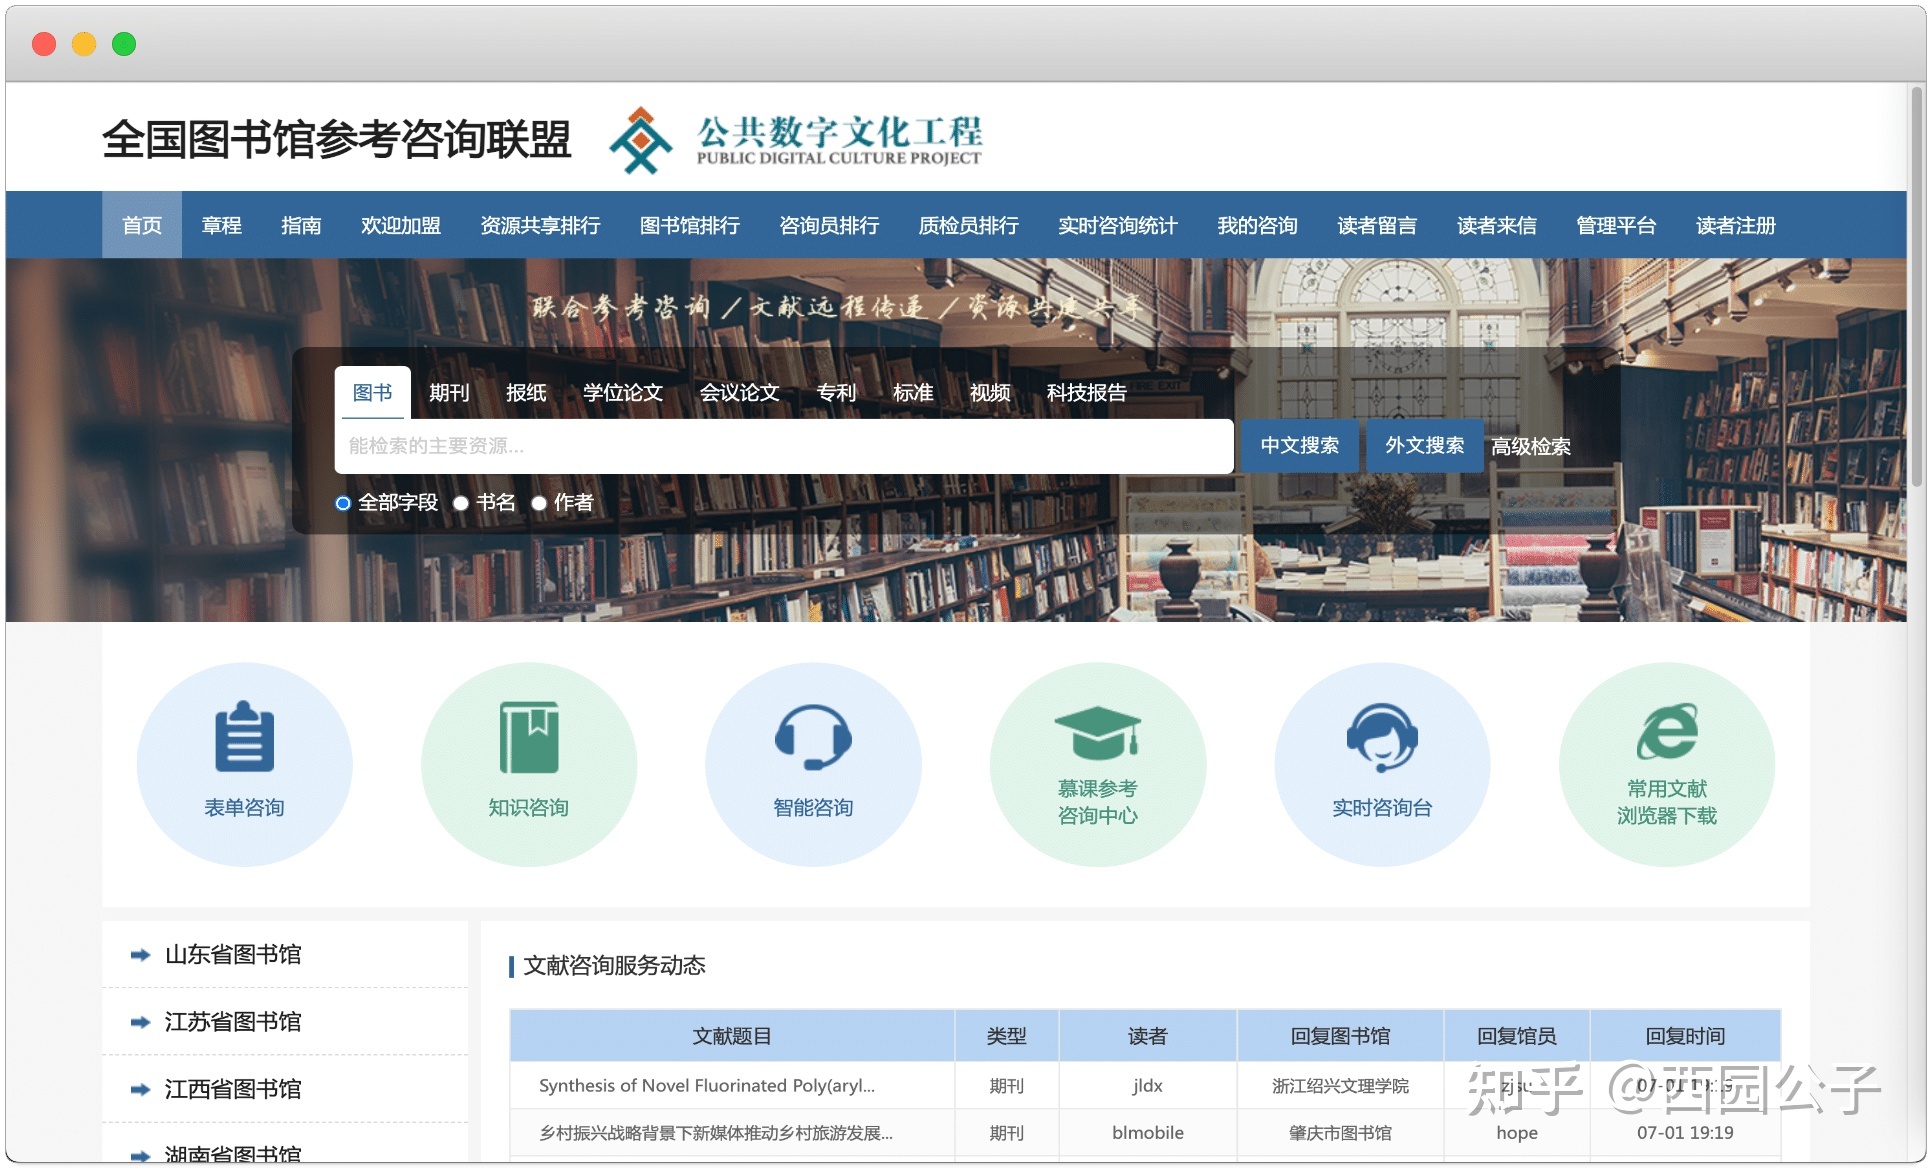 全国图书馆参考咨询联盟
公共数字文化工程
PUBLIC DIGITAL CULTURE PROJECT
首页 章程 指南 欢迎加盟 资源共享排行 图书馆排行 咨询员排行 质检员排行 实时咨询统计 我的咨询 读者留言 读者来信 管理平台 读者注册
联合参考咨询 / 文献远程传递 / 资源共建共享
图书 期刊 报纸 学位论文 会议论文 专利 标准 视频 科技报告
能检索的主要资源... 中文搜索 外文搜索 高级检索
全部字段 书名 作者
表单咨询
知识咨询
智能咨询
慕课参考
咨询中心
实时咨询台
常用文献
浏览器下载
山东省图书馆
江苏省图书馆
江西省图书馆
湖南省图书馆
文献咨询服务动态
文献题目 类型 读者 回复图书馆 回复馆员 回复时间
Synthesis of Novel Fluorinated Poly(aryl... 期刊 jldx 浙江绍兴文理学院 zjsu 07-01 19:19
乡村振兴战略背景下新媒体推动乡村旅游发展... 期刊 blmobile 肇庆市图书馆 hope 07-01 19:19
知乎 @西园公子